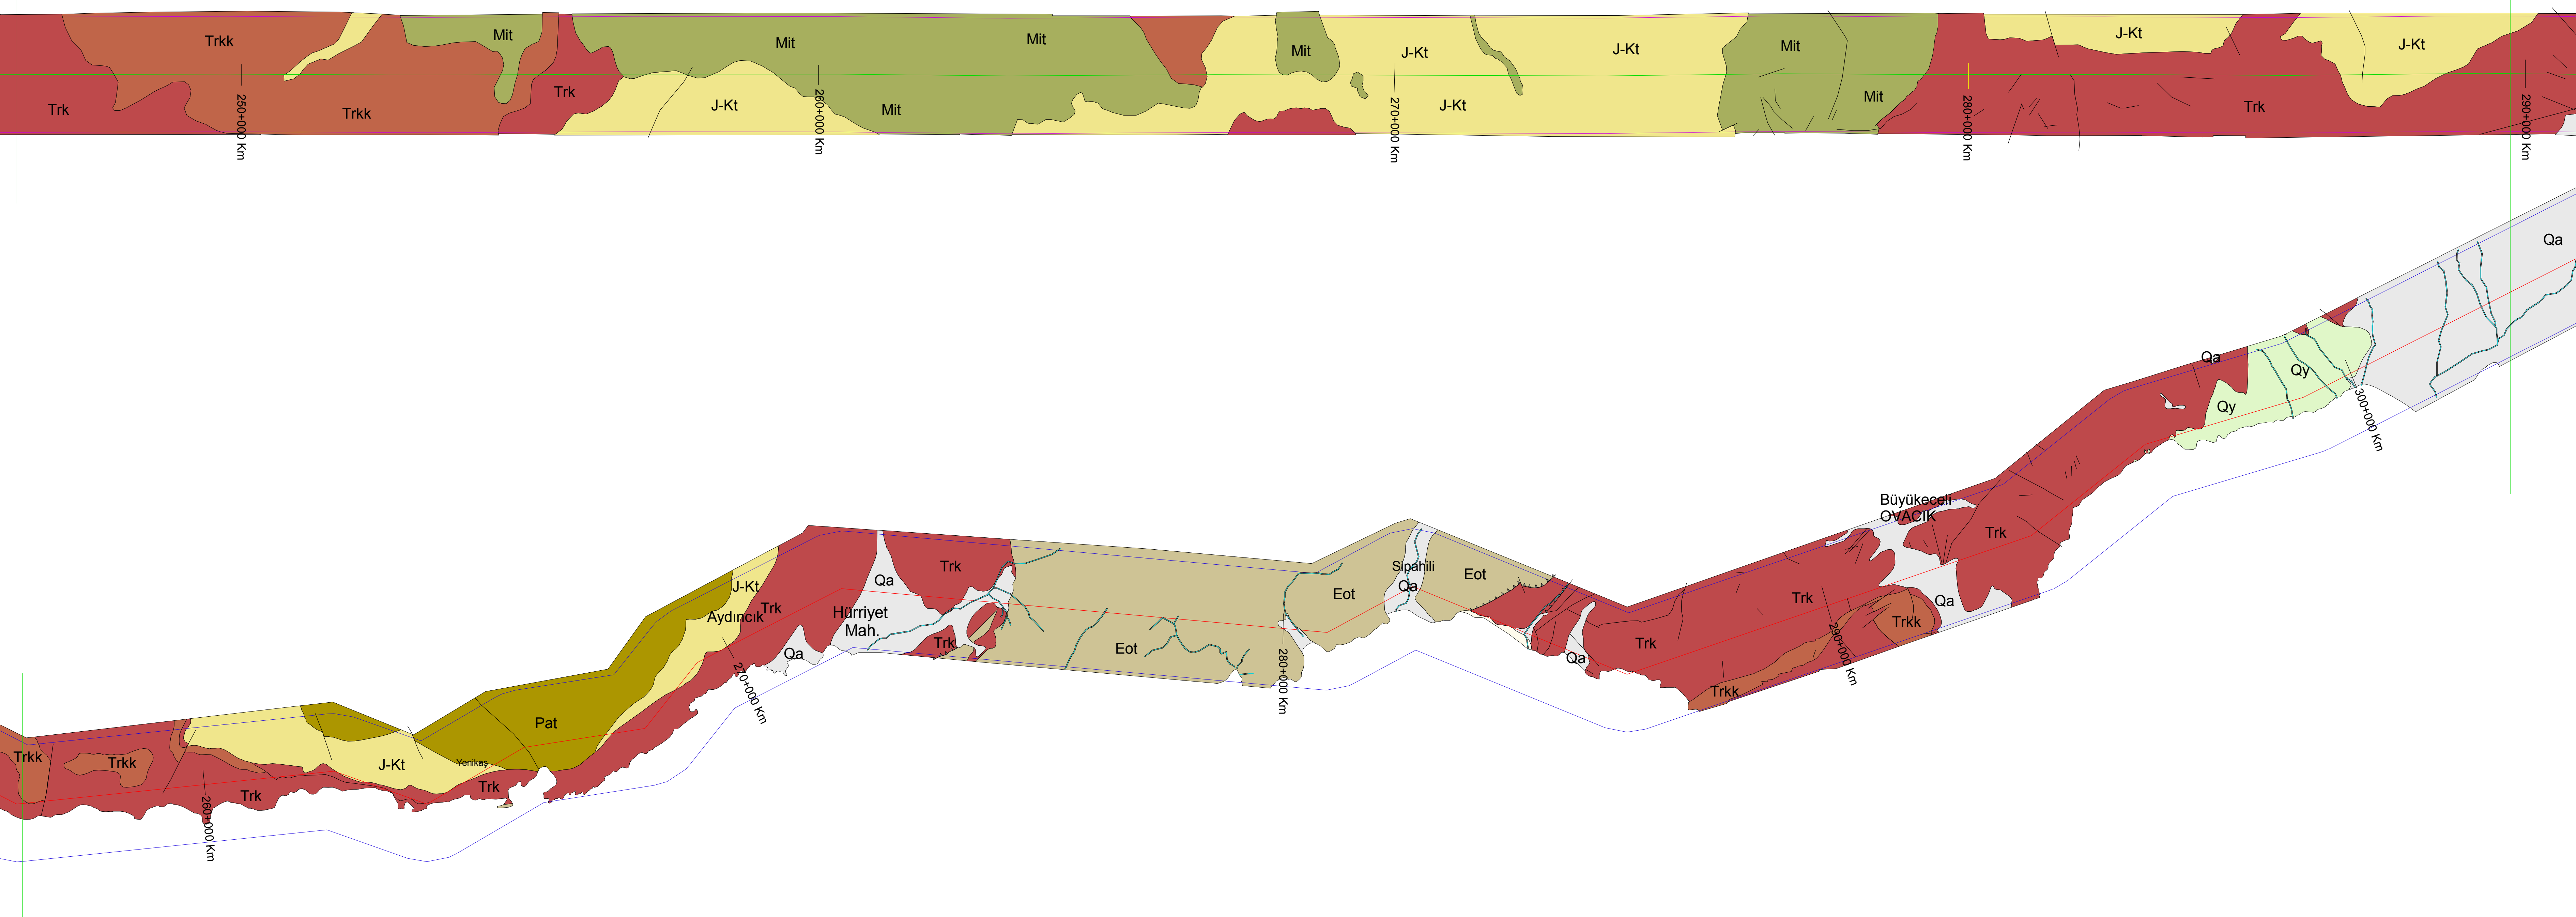 Trkk
Mit
Mit
Mit
Mit
J-Kt
J-Kt
Mit
J-Kt
J-Kt
Trk
Trkk
Trk
J-Kt
Mit
J-Kt
Mit
Trk
250+000 Km
260+000 Km
270+000 Km
280+000 Km
290+000 Km
Qa
Qa
Qy
Qy
300+000 Km
Büyükeceli
OVACIK
Trk
Sipahili
Trk
Eot
Qa
Qa
Eot
J-Kt
Aydıncık
Trk
Hürriyet
Mah.
Trk
Trk
Qa
Trkk
Qa
Trk
Eot
Qa
Trkk
270+000 Km
280+000 Km
290+000 Km
Pat
Trkk
Trkk
J-Kt
Yenikaş
Trk
Trk
260+000 Km